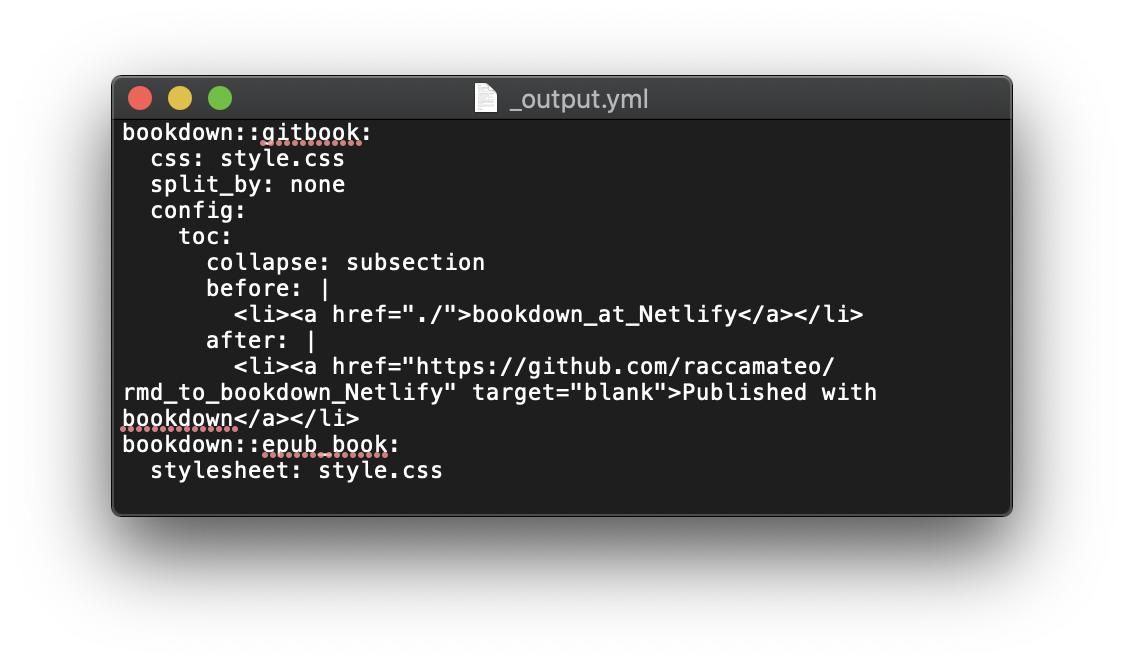 _output.yml
bookdown::gitbook:
  css: style.css
  split_by: none
  config:
    toc:
      collapse: subsection
      before: |
        <li><a href="./">bookdown_at_Netlify</a></li>
      after: |
        <li><a href="https://github.com/raccamateo/
rmd_to_bookdown_Netlify" target="blank">Published with
bookdown</a></li>
bookdown::epub_book:
  stylesheet: style.css